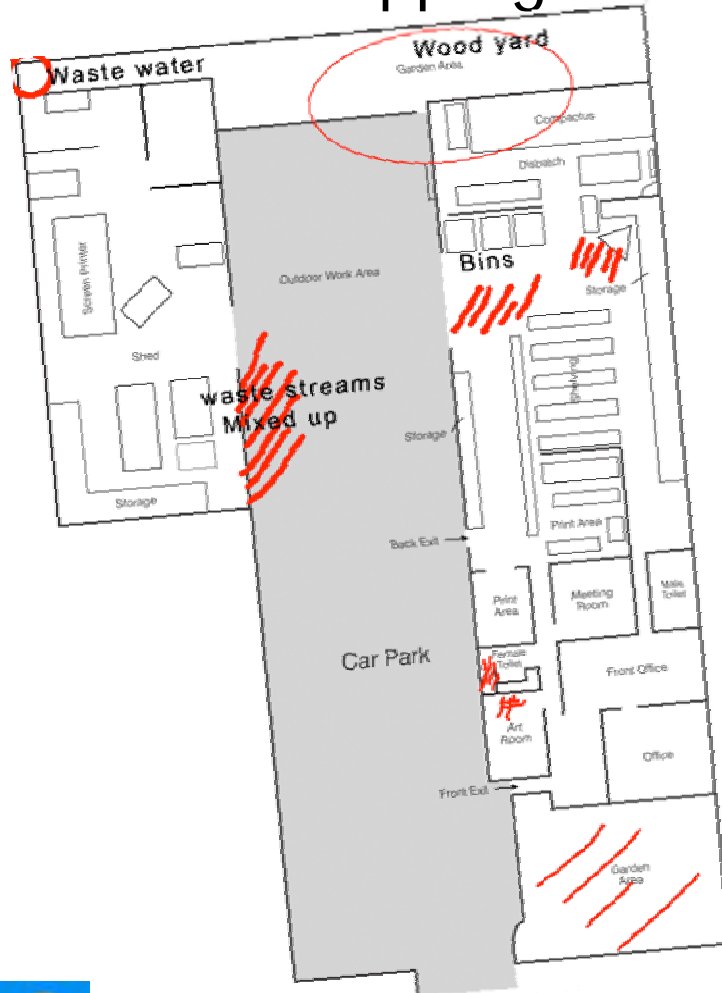 Wood yard
Garden Area
Waste water
Compactus
Dispatch
Screen Printer
Outdoor Work Area
Bins
Storage
Shed
Shelving
waste streams
Mixed up
Storage
Storage
Print Area
Back Exit
Print
Area
Meeting
Room
Male
Toilet
Car Park
Female
Toilet
Front Office
Art
Room
Office
Front Exit
Garden
Area